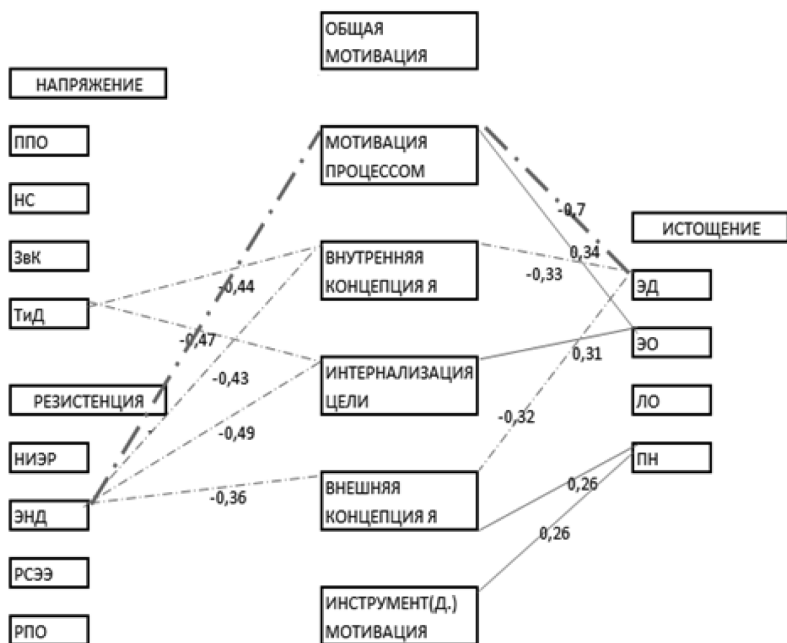 ОБЩАЯ
МОТИВАЦИЯ
НАПРЯЖЕНИЕ
ППО
НС
ЗвК
ТиД
РЕЗИСТЕНЦИЯ
НИЭР
ЭНД
РСЭЭ
РПО
МОТИВАЦИЯ
ПРОЦЕССОМ
ВНУТРЕННЯЯ
КОНЦЕПЦИЯ Я
ИНТЕРНАЛИЗАЦИЯ
ЦЕЛИ
ВНЕШНЯЯ
КОНЦЕПЦИЯ Я
ИНСТРУМЕНТ(Д.)
МОТИВАЦИЯ
-0,44
-0,47
-0,43
-0,49
-0,36
-0,7
0,34
-0,33
0,31
-0,32
0,26
0,26
ИСТОЩЕНИЕ
ЭД
ЭО
ЛО
ПН